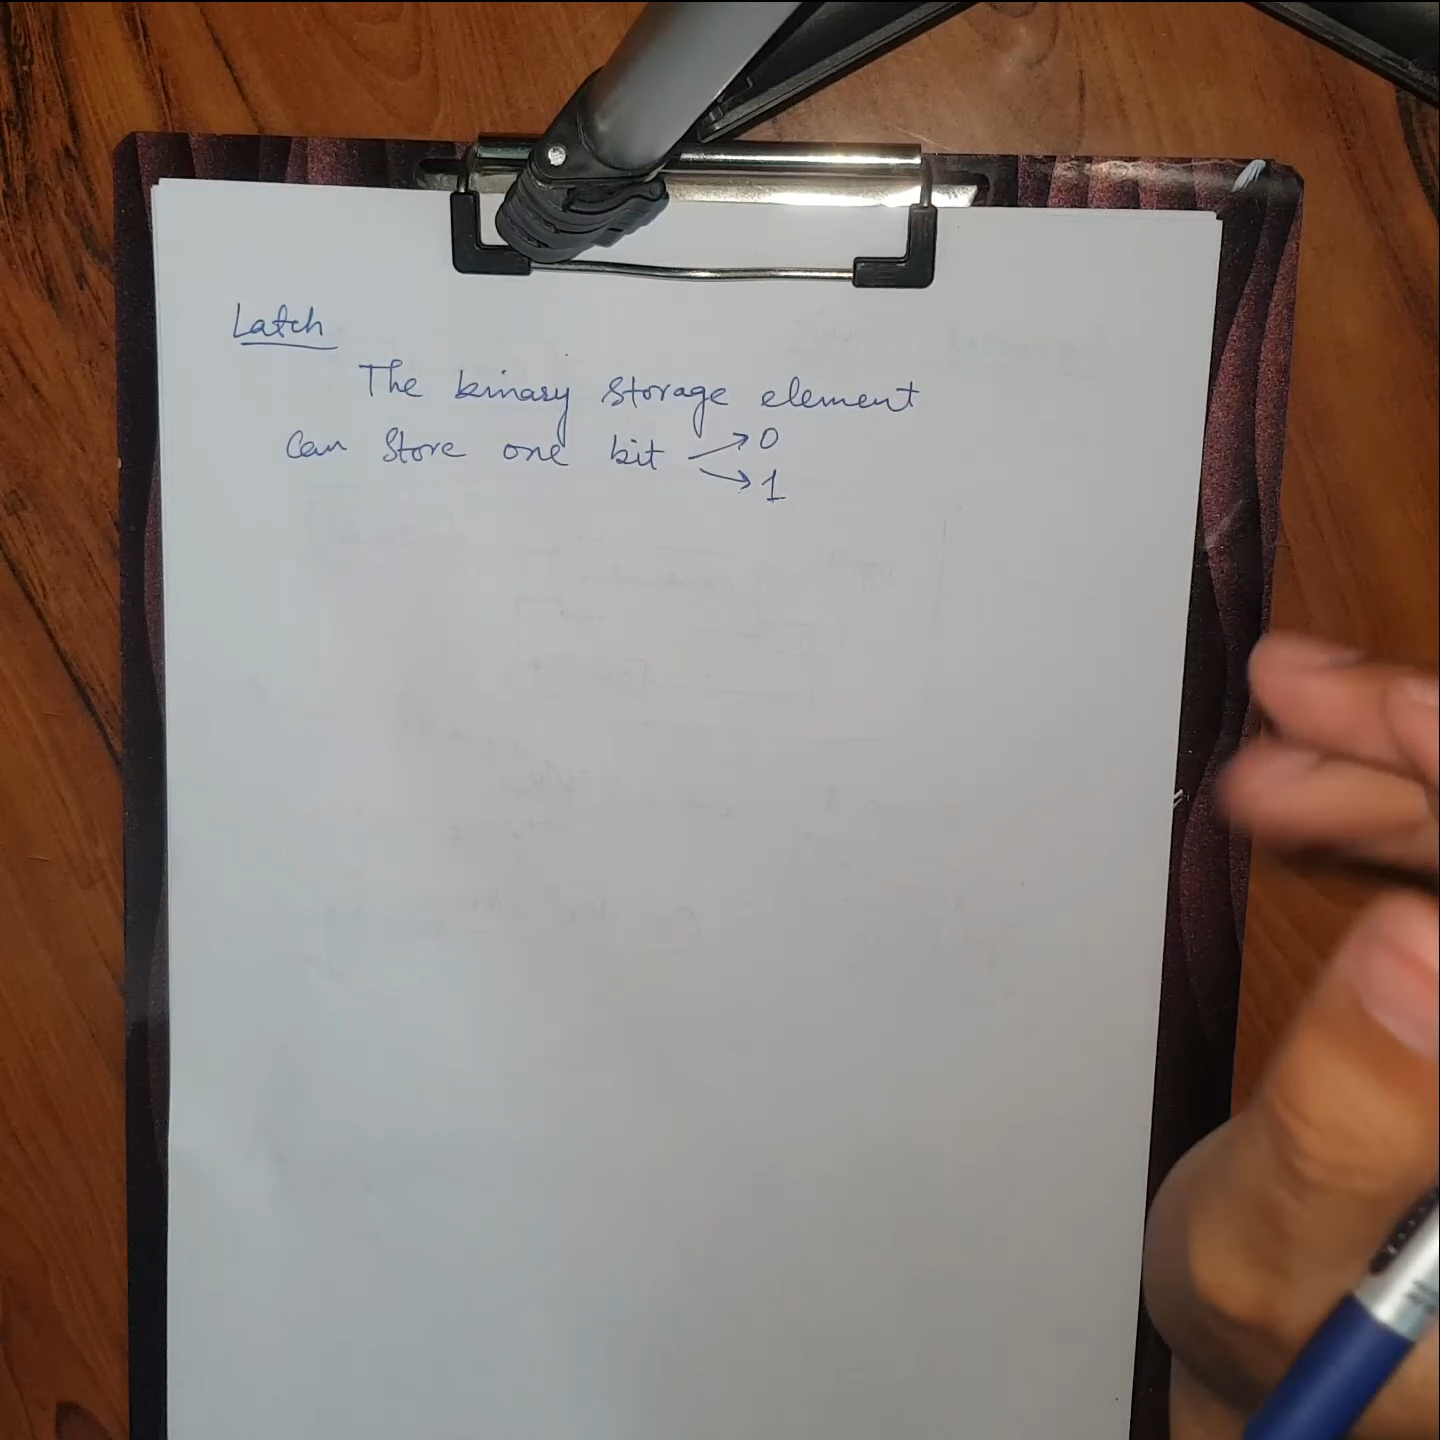 Latch
The binary storage element
Can Store one bit → 0
→ 1